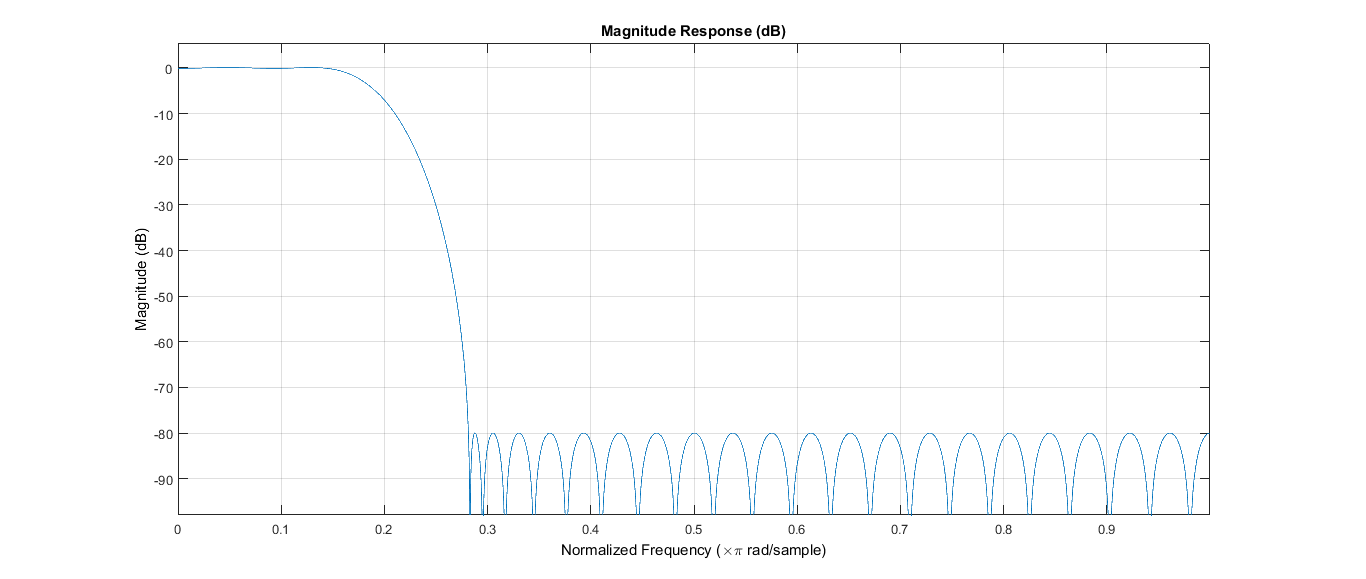 Magnitude Response (dB)
Magnitude (dB)
0
-10
-20
-30
-40
-50
-60
-70
-80
-90
0 0.1 0.2 0.3 0.4 0.5 0.6 0.7 0.8 0.9
Normalized Frequency (×π rad/sample)